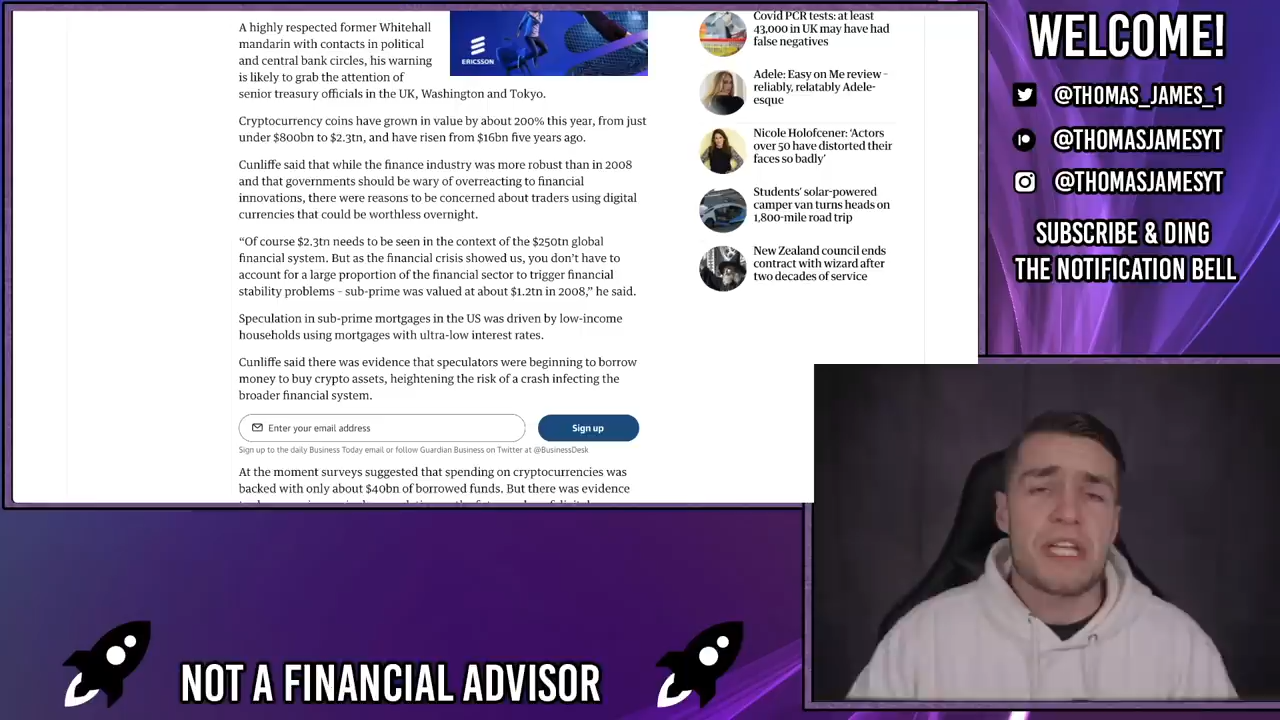 A highly respected former Whitehall
mandarin with contacts in political
and central bank circles, his warning
is likely to grab the attention of
senior treasury officials in the UK, Washington and Tokyo.
ERICSSON
Cryptocurrency coins have grown in value by about 200% this year, from just
under $800bn to $2.3tn, and have risen from $16bn five years ago.
Cunliffe said that while the finance industry was more robust than in 2008
and that governments should be wary of overreacting to financial
innovations, there were reasons to be concerned about traders using digital
currencies that could be worthless overnight.
“Of course $2.3tn needs to be seen in the context of the $250tn global
financial system. But as the financial crisis showed us, you don’t have to
account for a large proportion of the financial sector to trigger financial
stability problems – sub-prime was valued at about $1.2tn in 2008,” he said.
Speculation in sub-prime mortgages in the US was driven by low-income
households using mortgages with ultra-low interest rates.
Cunliffe said there was evidence that speculators were beginning to borrow
money to buy crypto assets, heightening the risk of a crash infecting the
broader financial system.
Enter your email address
Sign up
Sign up to the daily Business Today email or follow Guardian Business on Twitter at @BusinessDesk
At the moment surveys suggested that spending on cryptocurrencies was
backed with only about $40bn of borrowed funds. But there was evidence
Covid PCR tests: at least
43,000 in UK may have had
false negatives
Adele: Easy on Me review –
reliably, relatably Adele-
esque
Nicole Holofcener: ‘Actors
over 50 have distorted their
faces so badly’
Students’ solar-powered
camper van turns heads on
1,800-mile road trip
New Zealand council ends
contract with wizard after
two decades of service
WELCOME!
@THOMAS_JAMES_1
@THOMASJAMESYT
@THOMASJAMESYT
SUBSCRIBE & DING
THE NOTIFICATION BELL
NOT A FINANCIAL ADVISOR